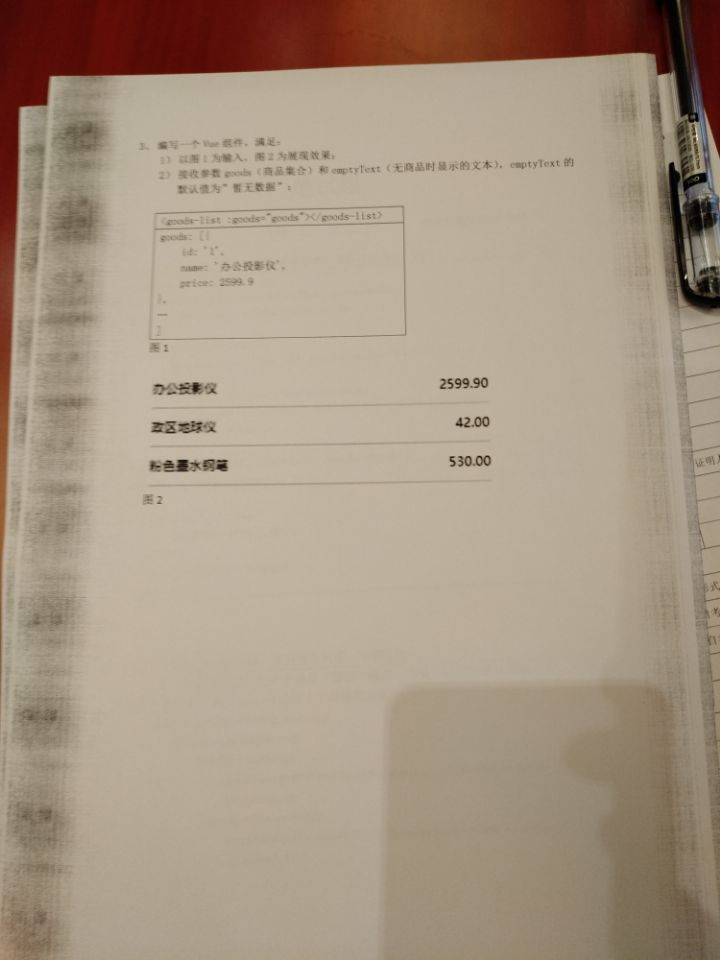 3、编写一个 Vue 组件，满足：
1) 以图 1 为输入，图 2 为展现效果；
2) 接收参数 goods（商品集合）和 emptyText（无商品时显示的文本），emptyText 的
默认值为"暂无数据"；
<goods-list :goods="goods"></goods-list>
goods: [{
id: '1',
name: '办公投影仪',
price: 2599.9
},
…
]
图 1
办公投影仪 2599.90
政区地球仪 42.00
粉色墨水钢笔 530.00
图 2
证明人